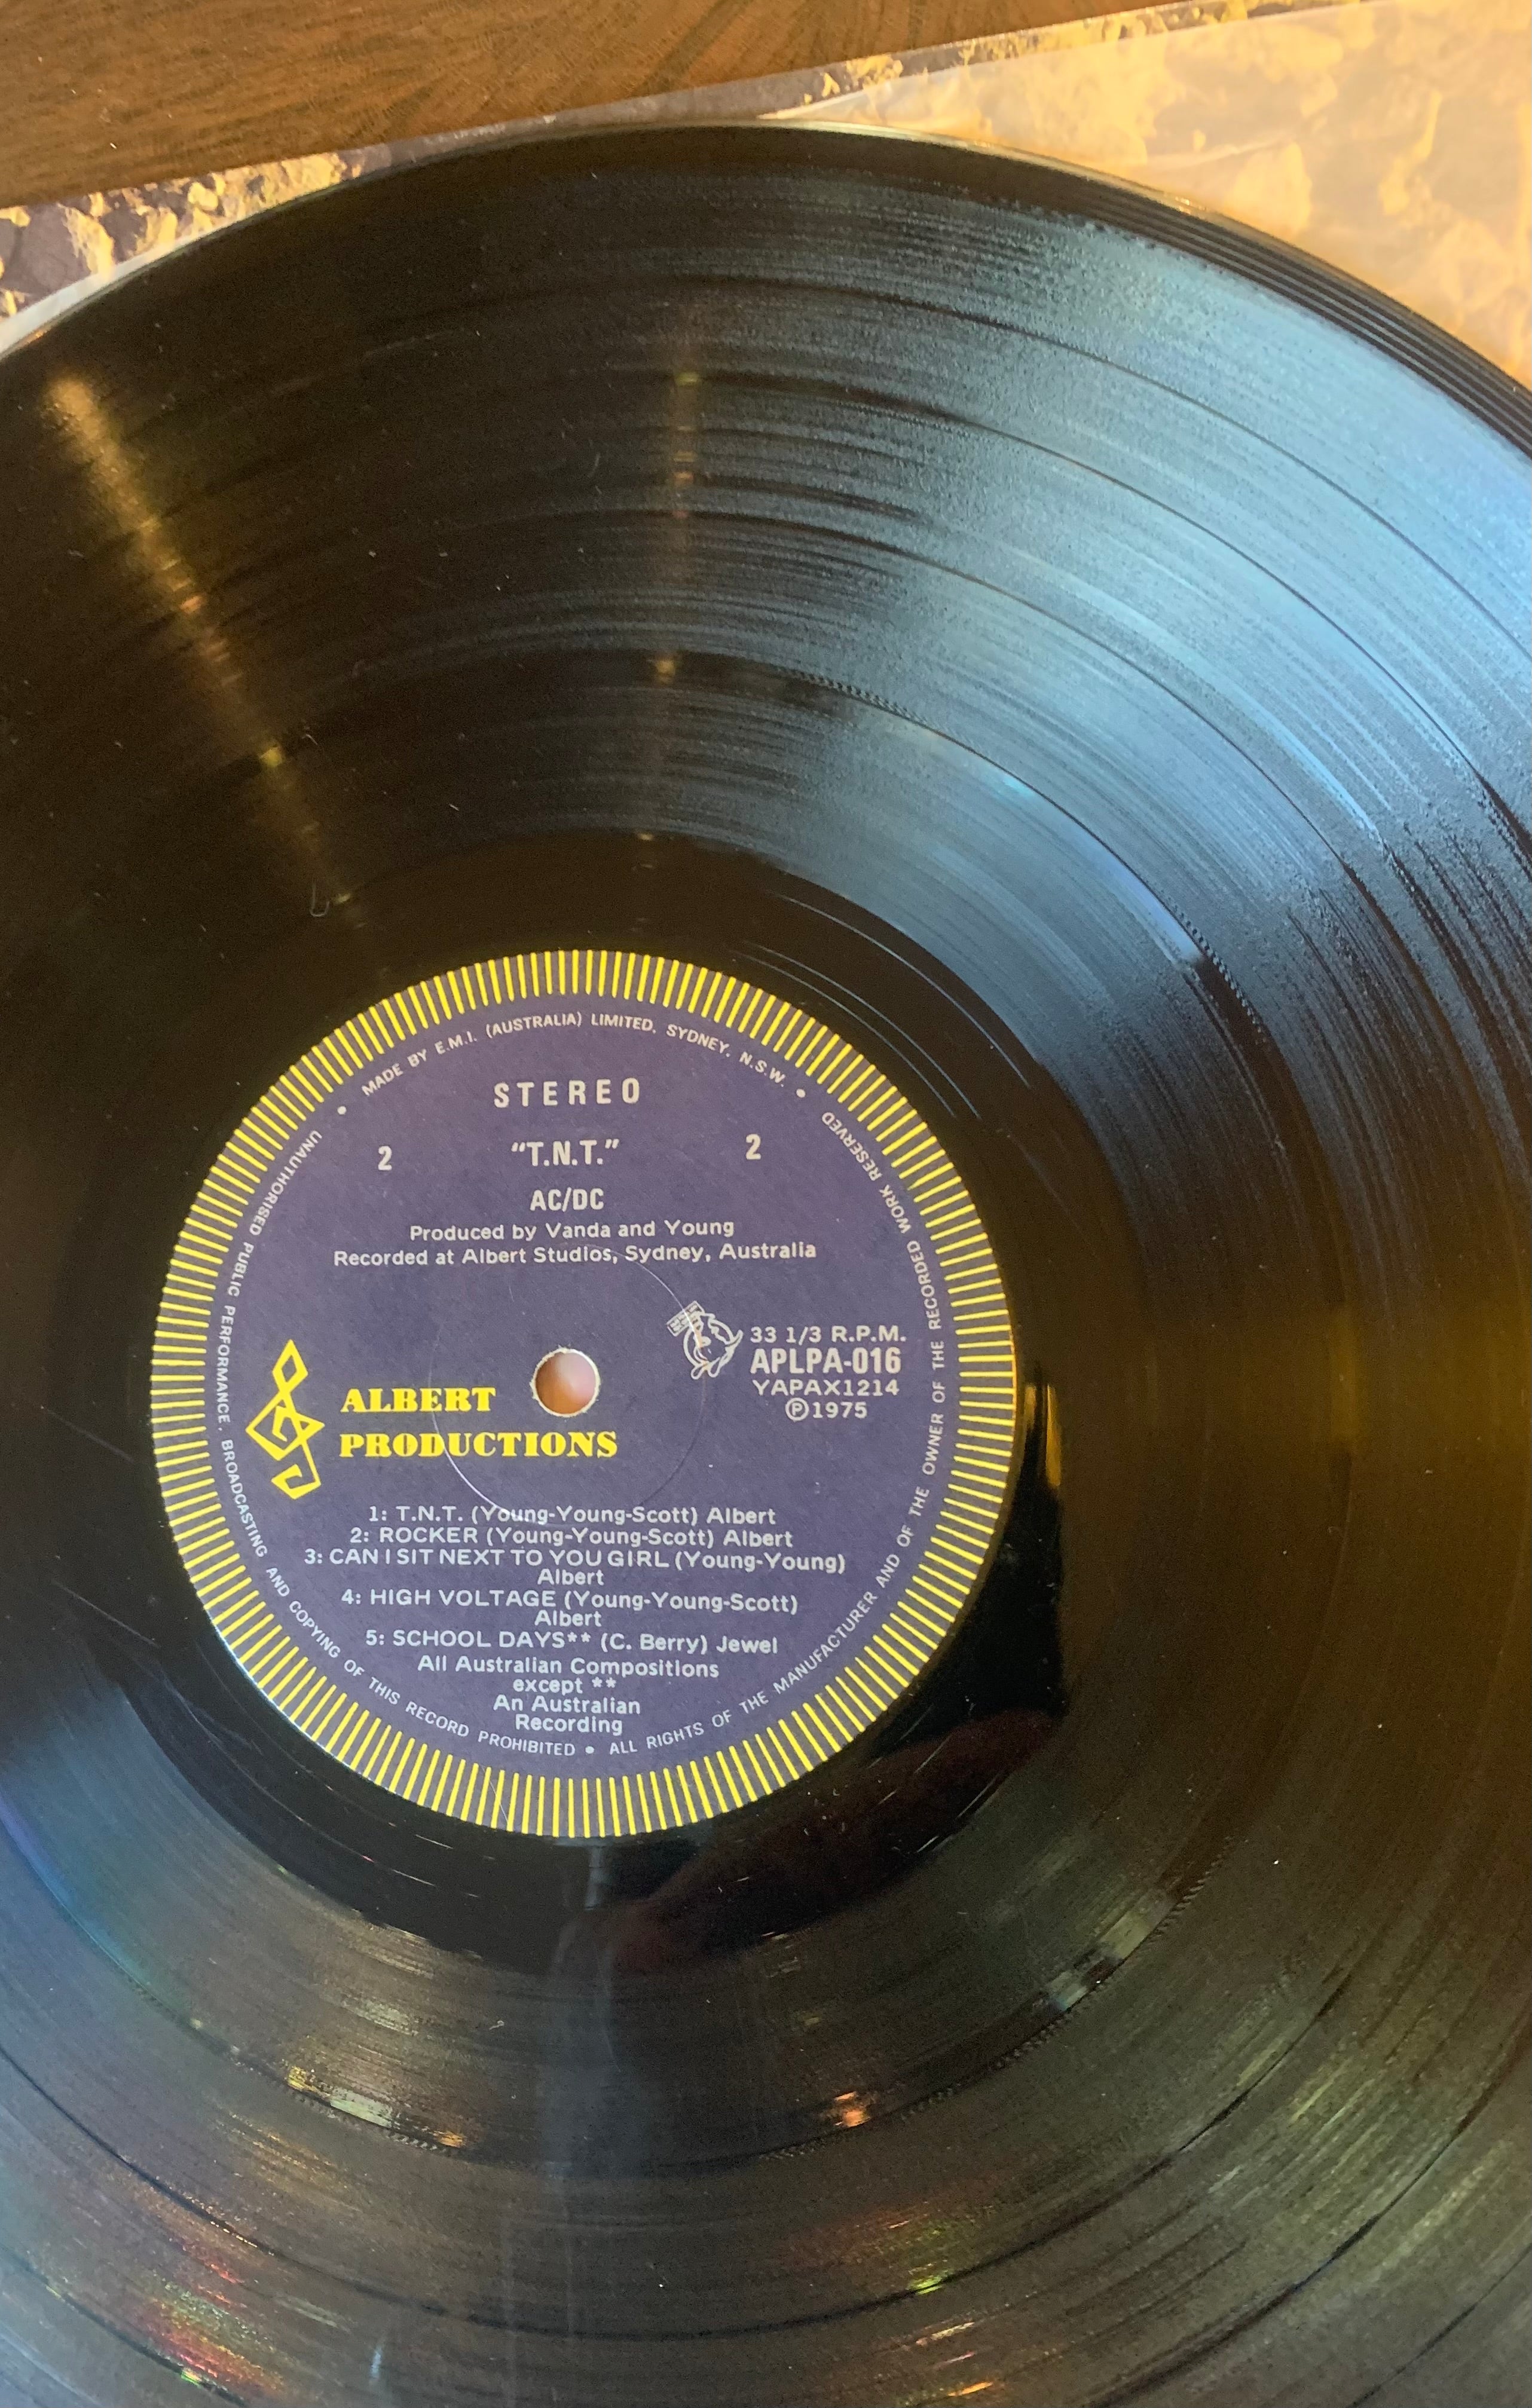 MADE BY E.M.I. (AUSTRALIA) LIMITED, SYDNEY, N.S.W. •
STEREO
2 "T.N.T." 2
AC/DC
Produced by Vanda and Young
Recorded at Albert Studios, Sydney, Australia
33 1/3 R.P.M.
APLPA-016
YAPAX1214
Ⓟ1975
ALBERT
PRODUCTIONS
1: T.N.T. (Young-Young-Scott) Albert
2: ROCKER (Young-Young-Scott) Albert
3: CAN I SIT NEXT TO YOU GIRL (Young-Young)
Albert
4: HIGH VOLTAGE (Young-Young-Scott)
Albert
5: SCHOOL DAYS** (C. Berry) Jewel
All Australian Compositions
except **
An Australian
Recording
UNAUTHORISED PUBLIC PERFORMANCE, BROADCASTING AND COPYING OF THIS RECORD PROHIBITED • ALL RIGHTS OF THE MANUFACTURER AND OF THE OWNER OF THE RECORDED WORK RESERVED •